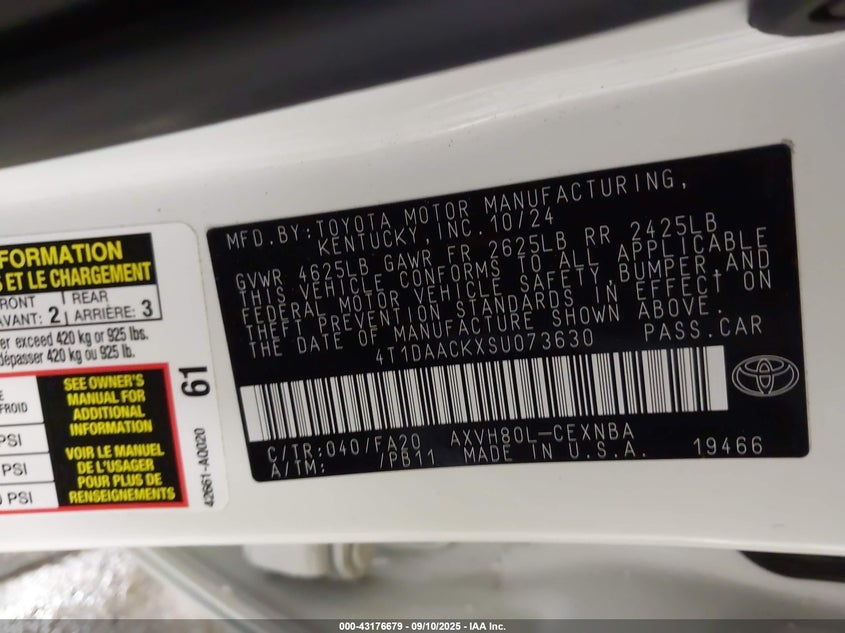 FORMATION
S ET LE CHARGEMENT
FRONT
AVANT: 2
REAR
ARRIÈRE: 3
er exceed 420 kg or 925 lbs.
dépasser 420 kg ou 925 lb.
FROID
PSI
PSI
PSI
SEE OWNER'S
MANUAL FOR
ADDITIONAL
INFORMATION
VOIR LE MANUEL
DE L'USAGER
POUR PLUS DE
RENSEIGNEMENTS
61
42661-A0020
MFD.BY:TOYOTA MOTOR MANUFACTURING,
KENTUCKY,INC.10/24
GVWR 4625LB GAWR FR 2625LB RR 2425LB
THIS VEHICLE CONFORMS TO ALL APPLICABLE
FEDERAL MOTOR VEHICLE SAFETY,BUMPER,AND
THEFT PREVENTION STANDARDS IN EFFECT ON
THE DATE OF MANUFACTURE SHOWN ABOVE.
4T1DAACKXSU073630 PASS.CAR
C/TR:040/FA20 AXVH80L-CEXNBA
A/TM: /PB11 MADE IN U.S.A. 19466
000-43176679 - 09/10/2025 - IAA Inc.